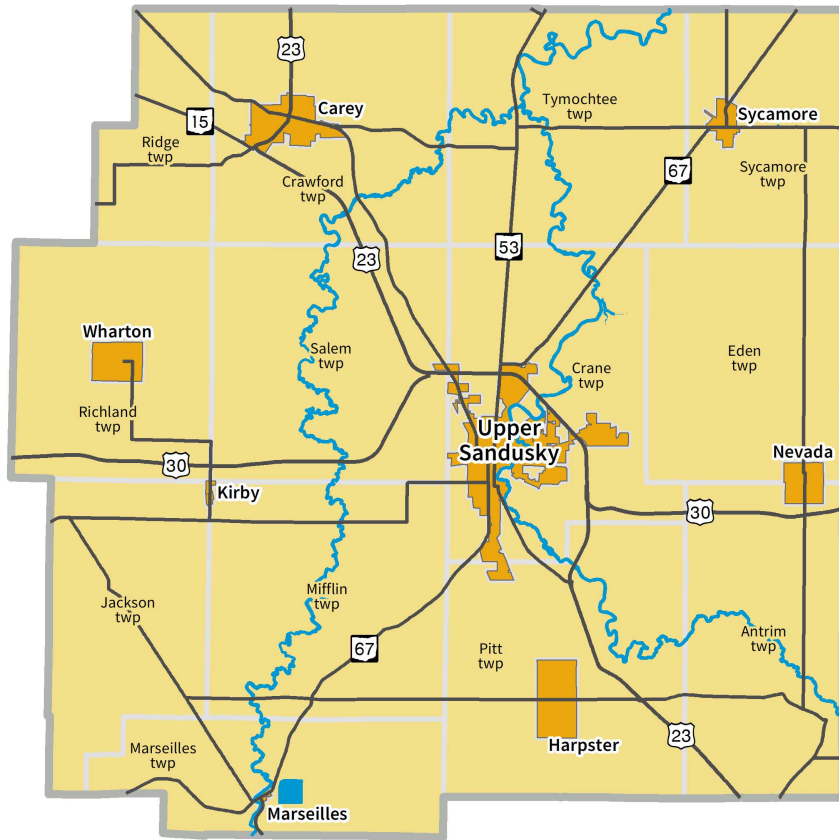 23
Carey
Tymochtee
twp
Sycamore
15
Ridge
twp
Crawford
twp
67
Sycamore
twp
53
23
Wharton
Salem
twp
Crane
twp
Eden
twp
Richland
twp
Upper
Sandusky
30
Nevada
Kirby
30
Jackson
twp
Mifflin
twp
67
Pitt
twp
Antrim
twp
Marseilles
twp
Harpster
23
Marseilles